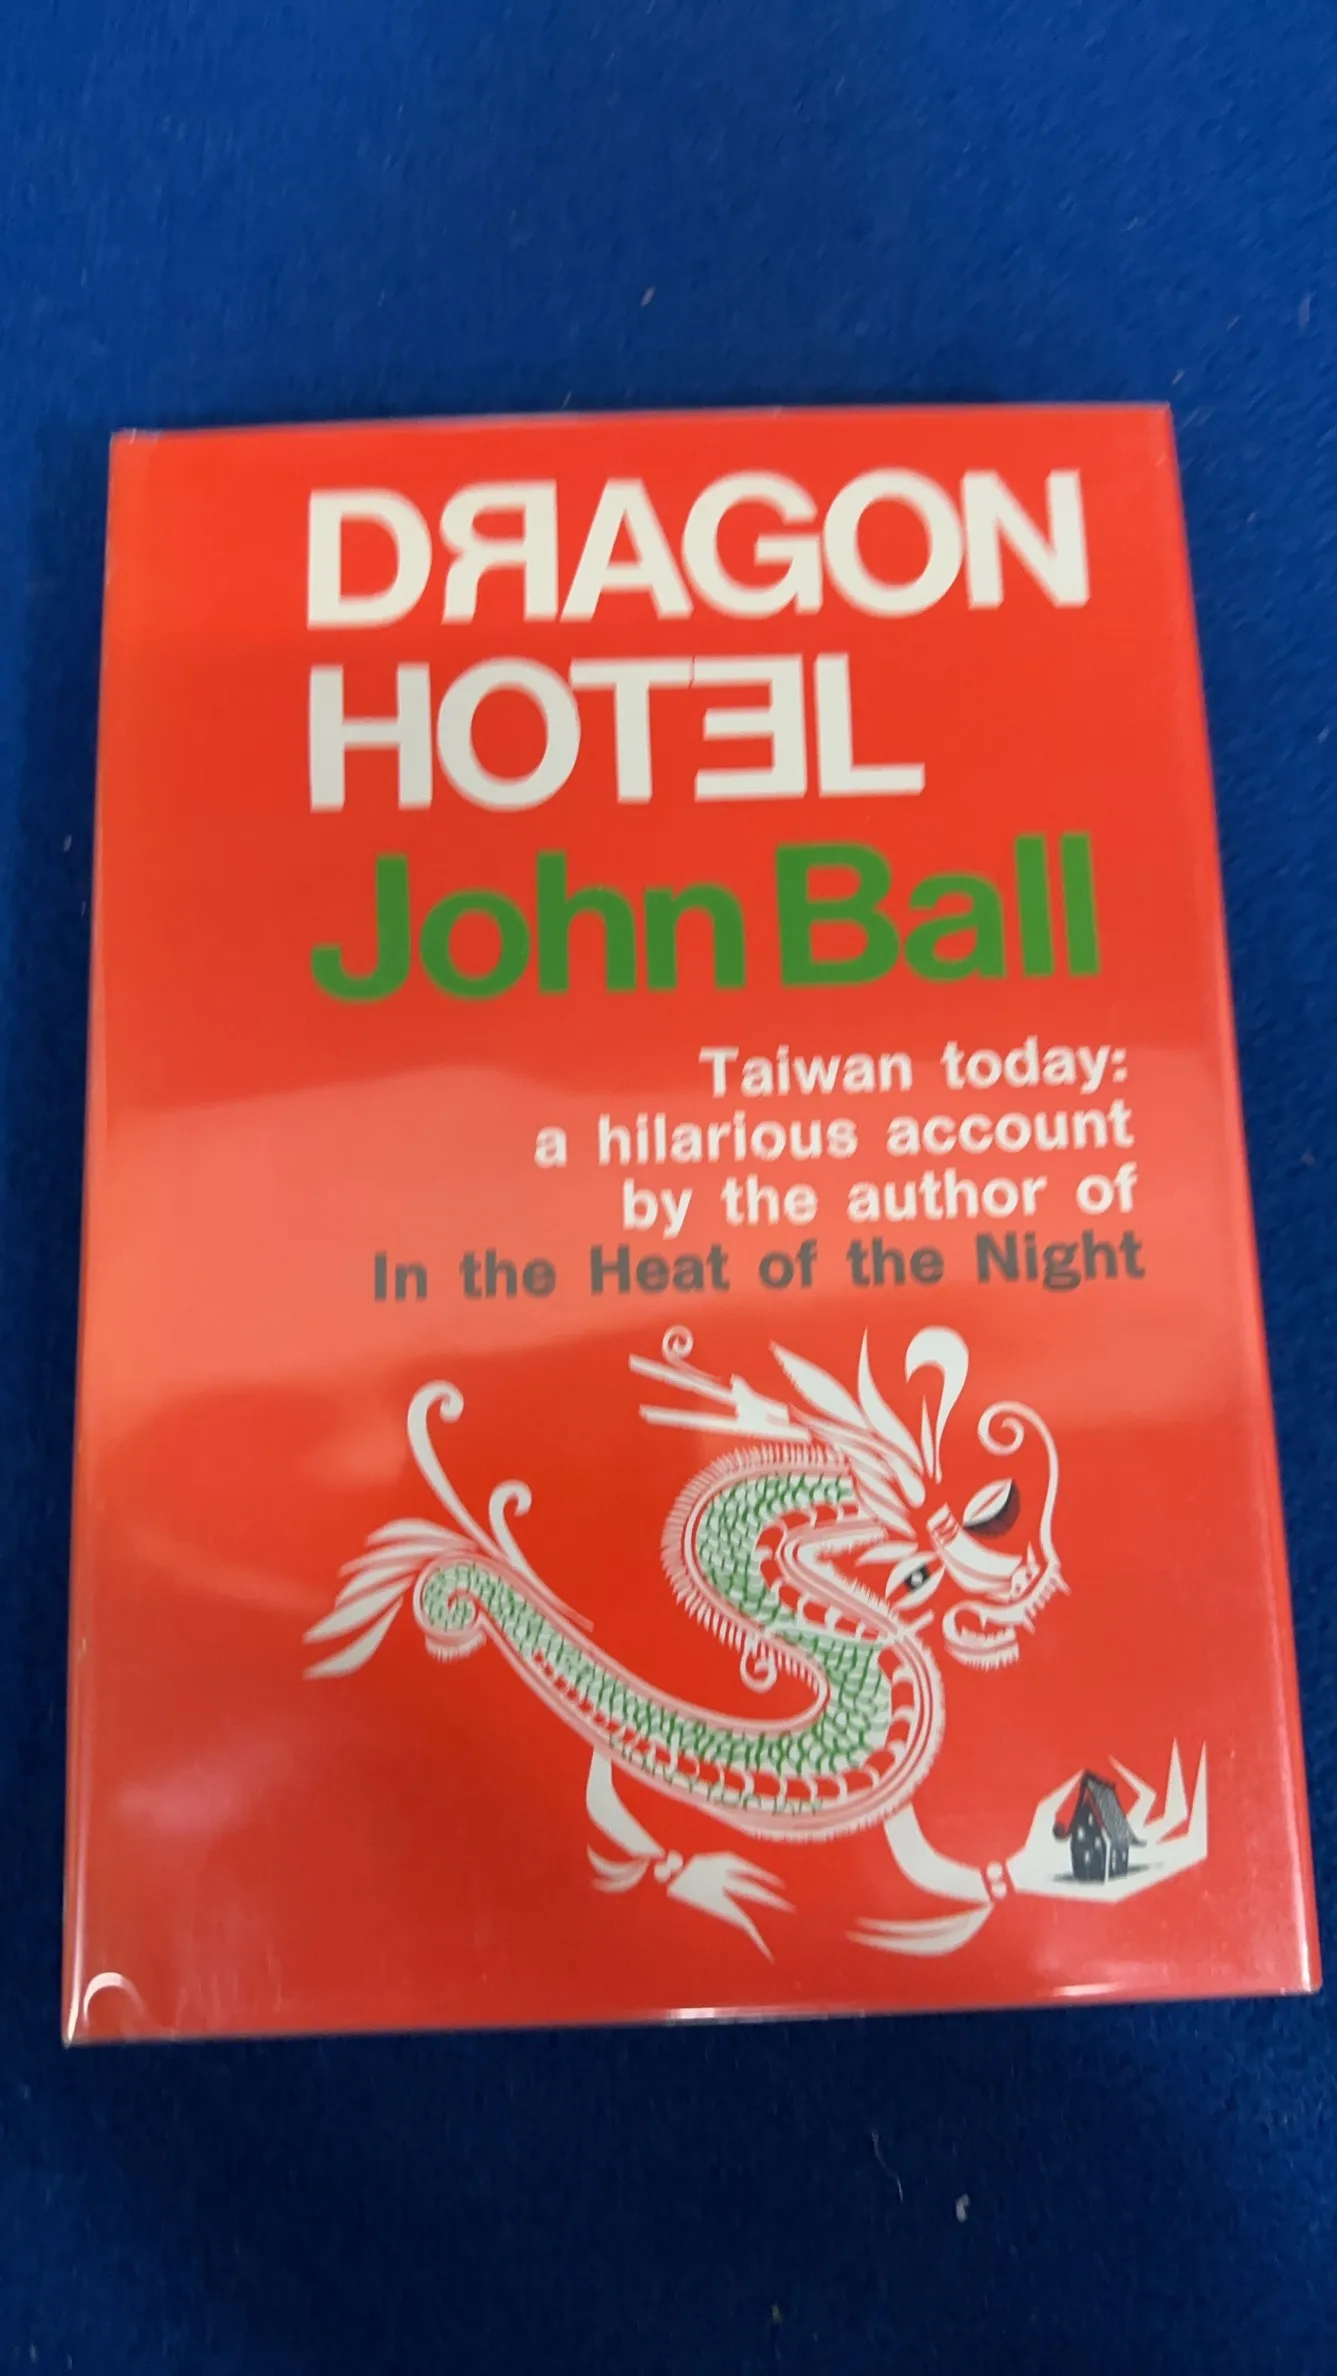 DRAGON
HOTEL
John Ball
Taiwan today:
a hilarious account
by the author of
In the Heat of the Night